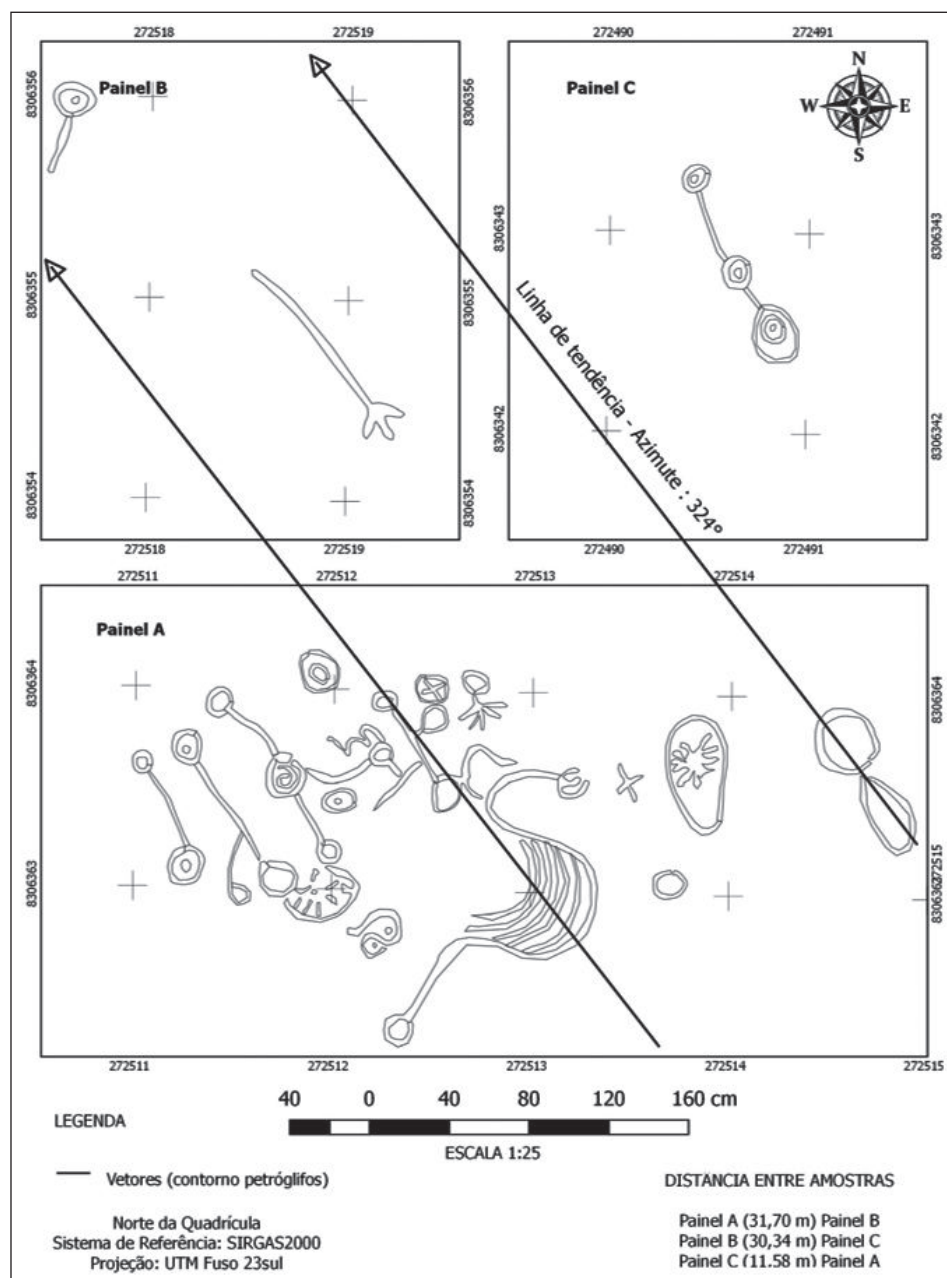 272518 272519
Painel B
8306356
8306355
8306354
8306356
8306355
8306354
272518 272519
272490 272491
Painel C
N
W E
S
8306343
8306342
8306343
8306342
272490 272491
Linha de tendência - Azimute : 324º
272511 272512 272513 272514
Painel A
8306364
8306363
8306364
272515
272511 272512 272513 272514 272515
LEGENDA
40 0 40 80 120 160 cm
ESCALA 1:25
Vetores (contorno petróglifos)
Norte da Quadrícula
Sistema de Referência: SIRGAS2000
Projeção: UTM Fuso 23sul
DISTÂNCIA ENTRE AMOSTRAS
Painel A (31,70 m) Painel B
Painel B (30,34 m) Painel C
Painel C (11,58 m) Painel A